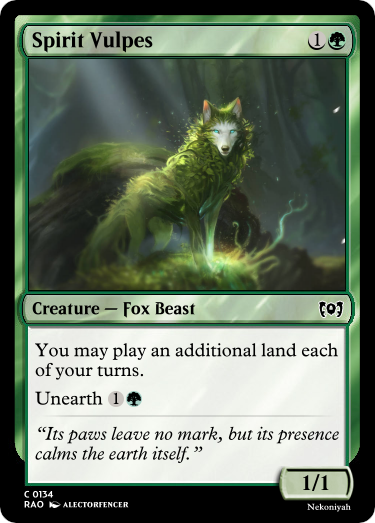 Spirit Vulpes 1
Creature — Fox Beast
You may play an additional land each
of your turns.
Unearth 1
“Its paws leave no mark, but its presence
calms the earth itself.”
1/1
C 0134
RAO ALECTORFENCER
Nekoniyah